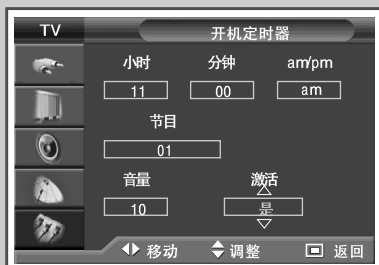 TV 开机定时器
小时 分钟 am/pm
11 00 am
节目
01
音量 激活
10 是
移动 调整 返回